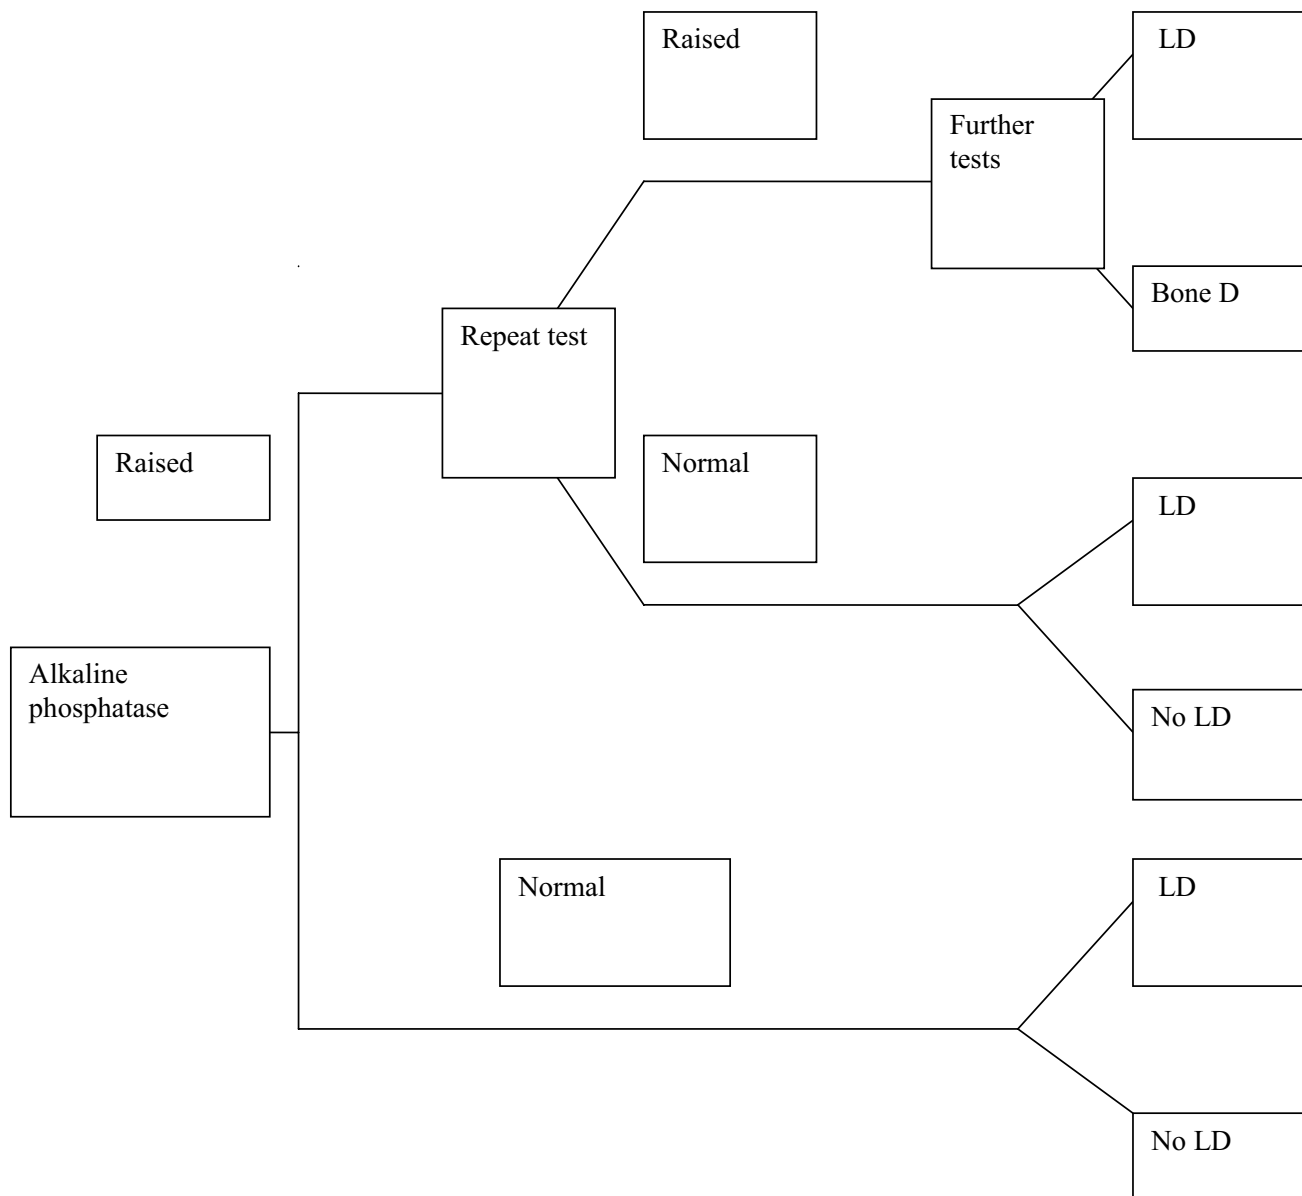 Raised
LD
Further
tests
Bone D
Repeat test
Raised
Normal
LD
Alkaline
phosphatase
No LD
Normal
LD
No LD